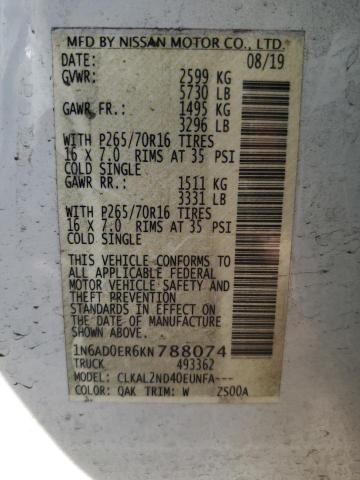 MFD BY NISSAN MOTOR CO., LTD.
DATE: 08/19
GVWR: 2599 KG
5730 LB
GAWR FR.: 1495 KG
3296 LB
WITH P265/70R16 TIRES
16 X 7.0 RIMS AT 35 PSI
COLD SINGLE
GAWR RR.: 1511 KG
3331 LB
WITH P265/70R16 TIRES
16 X 7.0 RIMS AT 35 PSI
COLD SINGLE
THIS VEHICLE CONFORMS TO
ALL APPLICABLE FEDERAL
MOTOR VEHICLE SAFETY
STANDARDS IN EFFECT ON
THE DATE OF MANUFACTURE
SHOWN ABOVE.
1N6AD0ER6KN788074
TRUCK 493362
MODEL: CLKAL2ND40EUNFA---
COLOR: QAK TRIM: W 2S00A